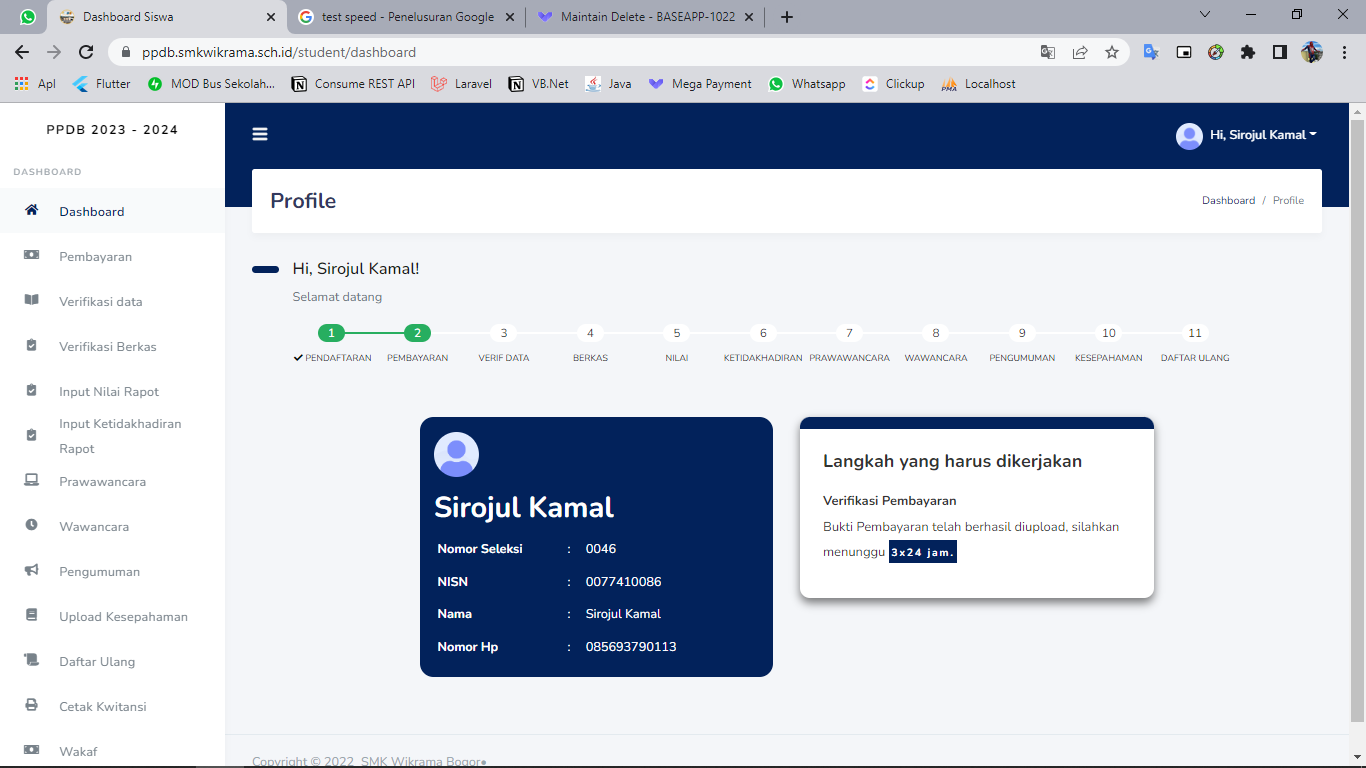 Dashboard Siswa
test speed - Penelusuran Google
Maintain Delete - BASEAPP-1022
ppdb.smkwikrama.sch.id/student/dashboard
Apl
Flutter
MOD Bus Sekolah...
Consume REST API
Laravel
VB.Net
Java
Mega Payment
Whatsapp
Clickup
Localhost
PPDB 2023 - 2024
DASHBOARD
Dashboard
Pembayaran
Verifikasi data
Verifikasi Berkas
Input Nilai Rapot
Input Ketidakhadiran
Rapot
Prawawancara
Wawancara
Pengumuman
Upload Kesepahaman
Daftar Ulang
Cetak Kwitansi
Wakaf
Hi, Sirojul Kamal
Profile
Dashboard / Profile
Hi, Sirojul Kamal!
Selamat datang
1 2 3 4 5 6 7 8 9 10 11
PENDAFTARAN PEMBAYARAN VERIF DATA BERKAS NILAI KETIDAKHADIRAN PRAWAWANCARA WAWANCARA PENGUMUMAN KESEPAHAMAN DAFTAR ULANG
Sirojul Kamal
Nomor Seleksi : 0046
NISN : 0077410086
Nama : Sirojul Kamal
Nomor Hp : 085693790113
Langkah yang harus dikerjakan
Verifikasi Pembayaran
Bukti Pembayaran telah berhasil diupload, silahkan
menunggu 3x24 jam.
Copyright © 2022 SMK Wikrama Bogor•